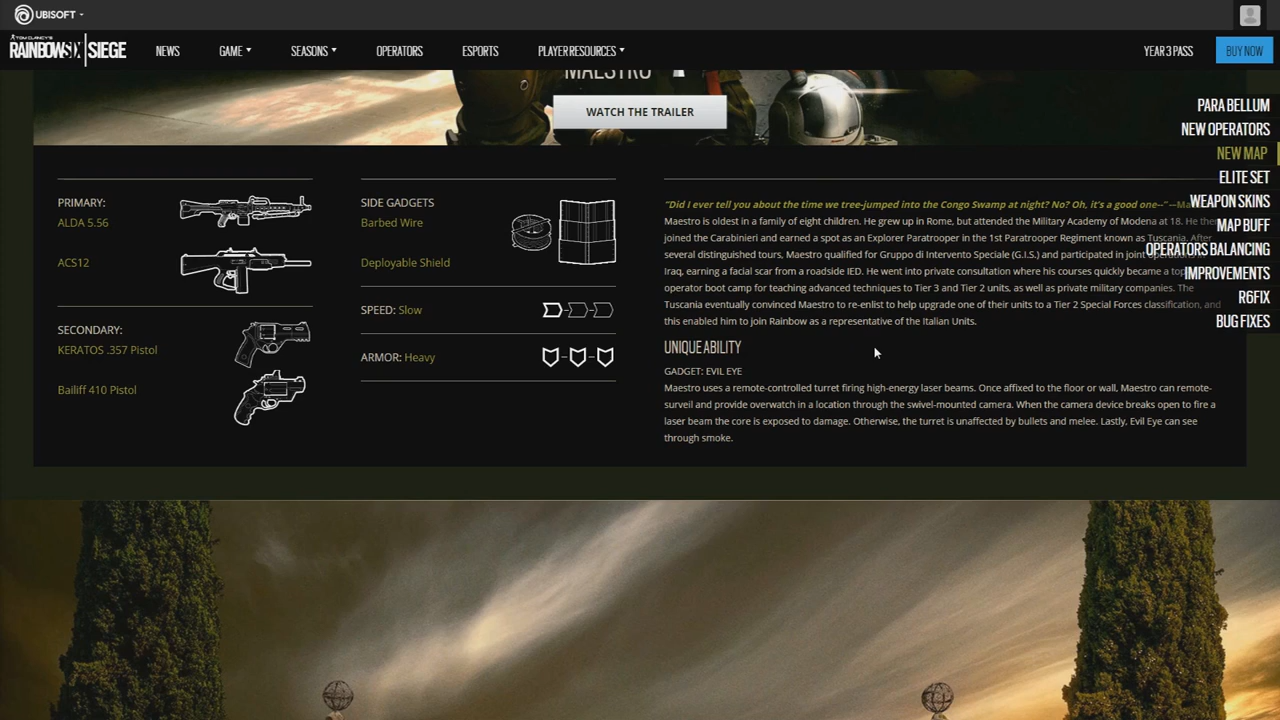 UBISOFT
TOM CLANCY'S
RAINBOWSIX | SIEGE
NEWS
GAME
SEASONS
OPERATORS
ESPORTS
PLAYER RESOURCES
YEAR 3 PASS
BUY NOW
MAESTRO
WATCH THE TRAILER
PARA BELLUM
NEW OPERATORS
NEW MAP
ELITE SET
WEAPON SKINS
MAP BUFF
OPERATORS BALANCING
IMPROVEMENTS
R6FIX
BUG FIXES
PRIMARY:
ALDA 5.56
ACS12
SECONDARY:
KERATOS .357 Pistol
Bailiff 410 Pistol
SIDE GADGETS
Barbed Wire
Deployable Shield
SPEED: Slow
ARMOR: Heavy
"Did I ever tell you about the time we tree-jumped into the Congo Swamp at night? No? Oh, it's a good one--"
Maestro is oldest in a family of eight children. He grew up in Rome, but attended the Military Academy of Modena at 18. He then
joined the Carabinieri and earned a spot as an Explorer Paratrooper in the 1st Paratrooper Regiment known as Tuscania. After
several distinguished tours, Maestro qualified for Gruppo di Intervento Speciale (G.I.S.) and participated in joint
Iraq, earning a facial scar from a roadside IED. He went into private consultation where his courses quickly became a
operator boot camp for teaching advanced techniques to Tier 3 and Tier 2 units, as well as private military companies. The
Tuscania eventually convinced Maestro to re-enlist to help upgrade one of their units to a Tier 2 Special Forces classification, and
this enabled him to join Rainbow as a representative of the Italian Units.
UNIQUE ABILITY
GADGET: EVIL EYE
Maestro uses a remote-controlled turret firing high-energy laser beams. Once affixed to the floor or wall, Maestro can remote-
surveil and provide overwatch in a location through the swivel-mounted camera. When the camera device breaks open to fire a
laser beam the core is exposed to damage. Otherwise, the turret is unaffected by bullets and melee. Lastly, Evil Eye can see
through smoke.